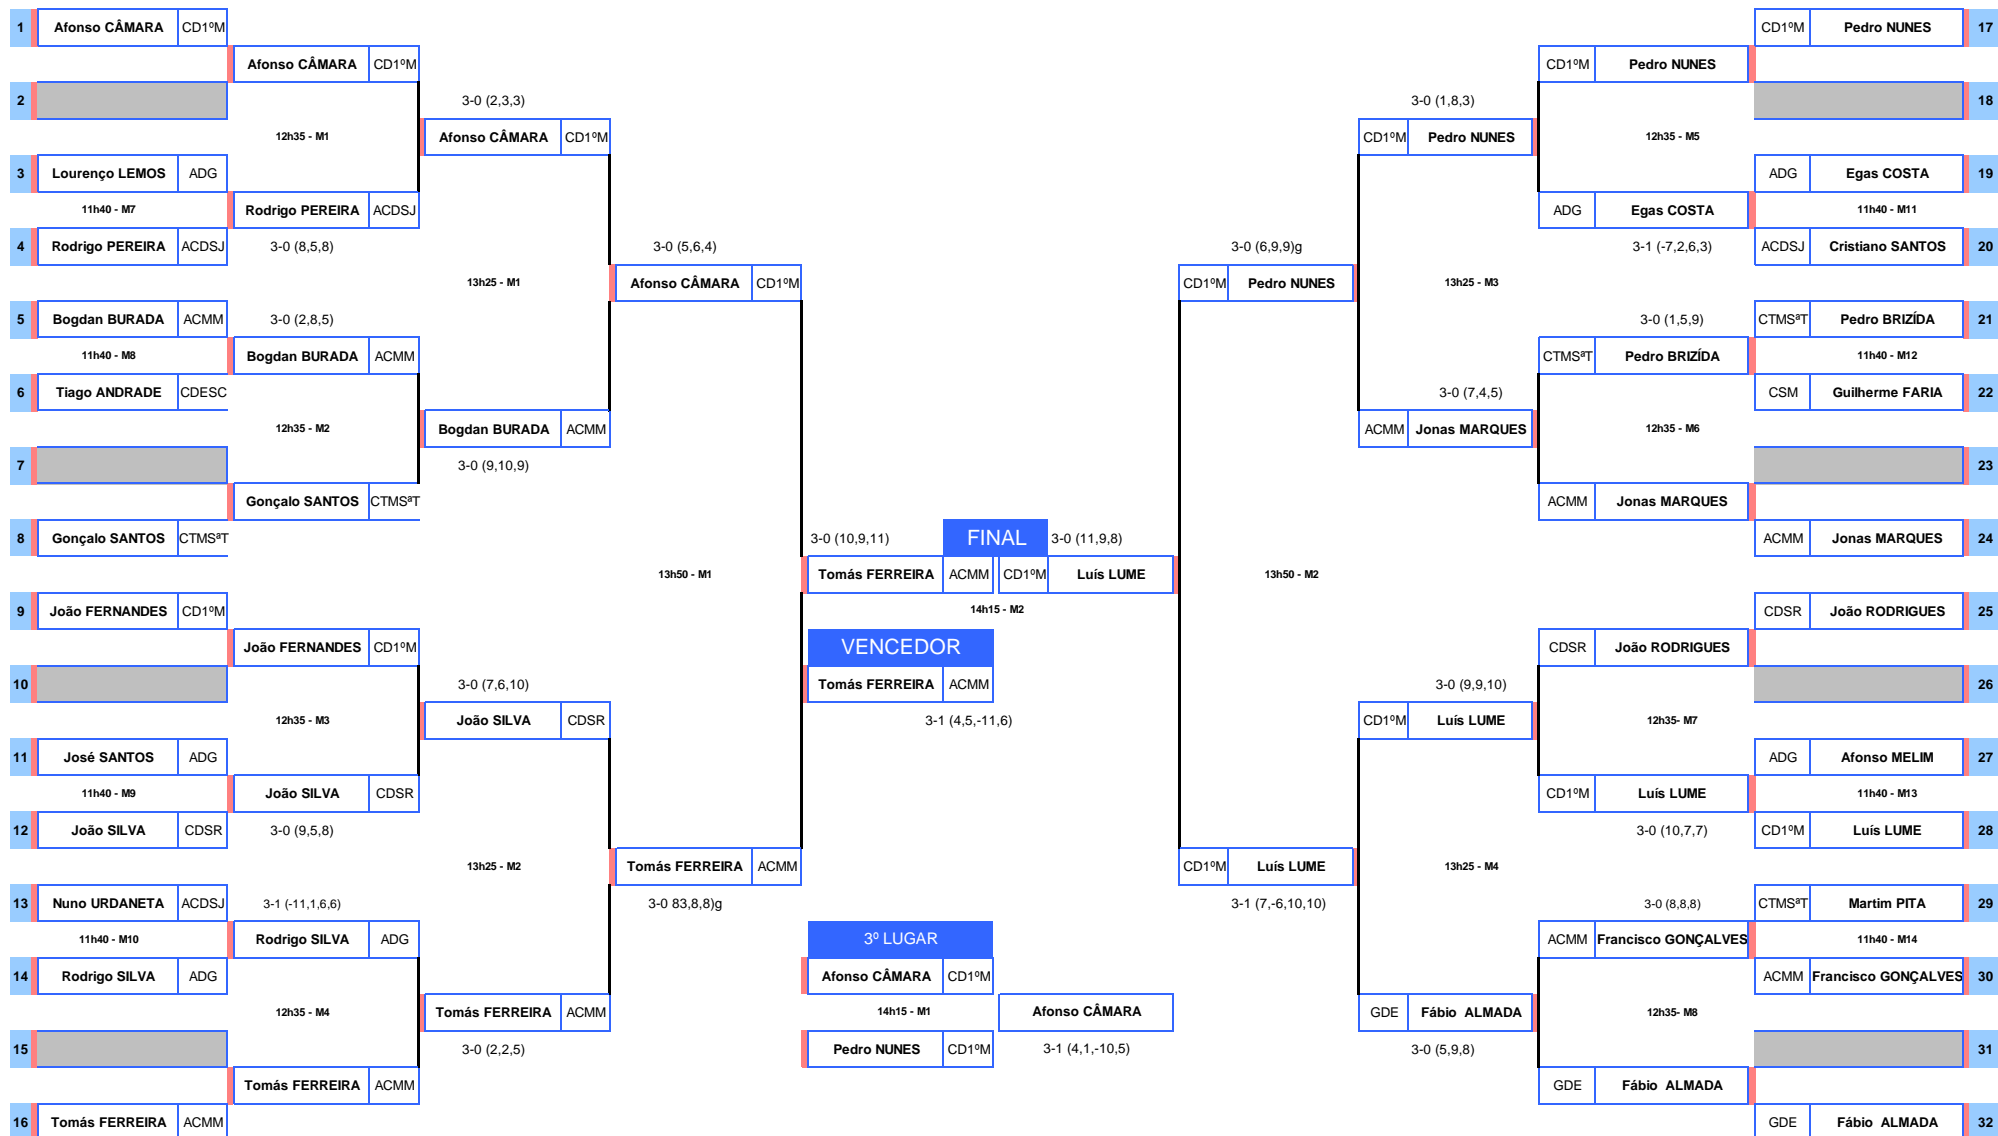 1 Afonso CÂMARA CD1ºM CD1ºM Pedro NUNES 17
Afonso CÂMARA CD1ºM CD1ºM Pedro NUNES
2 3-0 (2,3,3) 3-0 (1,8,3) 18
12h35 - M1 Afonso CÂMARA CD1ºM CD1ºM Pedro NUNES 12h35 - M5
3 Lourenço LEMOS ADG ADG Egas COSTA 19
11h40 - M7 Rodrigo PEREIRA ACDSJ ADG Egas COSTA 11h40 - M11
4 Rodrigo PEREIRA ACDSJ 3-0 (8,5,8) 3-0 (5,6,4) 3-0 (6,9,9)g 3-1 (-7,2,6,3) ACDSJ Cristiano SANTOS 20
13h25 - M1 Afonso CÂMARA CD1ºM CD1ºM Pedro NUNES 13h25 - M3
5 Bogdan BURADA ACMM 3-0 (2,8,5) 3-0 (1,5,9) CTMSªT Pedro BRIZÍDA 21
11h40 - M8 Bogdan BURADA ACMM CTMSªT Pedro BRIZÍDA 11h40 - M12
6 Tiago ANDRADE CDESC 3-0 (7,4,5) CSM Guilherme FARIA 22
12h35 - M2 Bogdan BURADA ACMM ACMM Jonas MARQUES 12h35 - M6
7 3-0 (9,10,9) 23
Gonçalo SANTOS CTMSªT ACMM Jonas MARQUES
8 Gonçalo SANTOS CTMSªT 3-0 (10,9,11) FINAL 3-0 (11,9,8) ACMM Jonas MARQUES 24
13h50 - M1 Tomás FERREIRA ACMM CD1ºM Luís LUME 13h50 - M2
9 João FERNANDES CD1ºM 14h15 - M2 CDSR João RODRIGUES 25
João FERNANDES CD1ºM VENCEDOR CDSR João RODRIGUES
10 3-0 (7,6,10) Tomás FERREIRA ACMM 3-0 (9,9,10) 26
12h35 - M3 João SILVA CDSR 3-1 (4,5,-11,6) CD1ºM Luís LUME 12h35- M7
11 José SANTOS ADG ADG Afonso MELIM 27
11h40 - M9 João SILVA CDSR CD1ºM Luís LUME 11h40 - M13
12 João SILVA CDSR 3-0 (9,5,8) 3-0 (10,7,7) CD1ºM Luís LUME 28
13h25 - M2 Tomás FERREIRA ACMM CD1ºM Luís LUME 13h25 - M4
13 Nuno URDANETA ACDSJ 3-1 (-11,1,6,6) 3-0 83,8,8)g 3-1 (7,-6,10,10) 3-0 (8,8,8) CTMSªT Martim PITA 29
11h40 - M10 Rodrigo SILVA ADG 3º LUGAR ACMM Francisco GONÇALVES 11h40 - M14
14 Rodrigo SILVA ADG Afonso CÂMARA CD1ºM ACMM Francisco GONÇALVES 30
12h35 - M4 Tomás FERREIRA ACMM 14h15 - M1 Afonso CÂMARA GDE Fábio  ALMADA 12h35- M8
15 3-0 (2,2,5) Pedro NUNES CD1ºM 3-1 (4,1,-10,5) 3-0 (5,9,8) 31
Tomás FERREIRA ACMM GDE Fábio  ALMADA
16 Tomás FERREIRA ACMM GDE Fábio  ALMADA 32